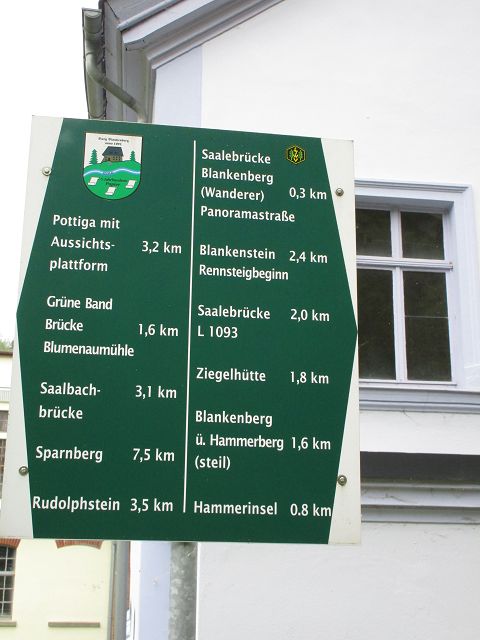 Pottiga mit
Aussichts- 3,2 km
plattform
Grüne Band
Brücke 1,6 km
Blumenaumühle
Saalbach- 3,1 km
brücke
Sparnberg 7,5 km
Rudolphstein 3,5 km
Saalebrücke
Blankenberg
(Wanderer) 0,3 km
Panoramastraße
Blankenstein 2,4 km
Rennsteigbeginn
Saalebrücke 2,0 km
L 1093
Ziegelhütte 1,8 km
Blankenberg
ü. Hammerberg 1,6 km
(steil)
Hammerinsel 0.8 km